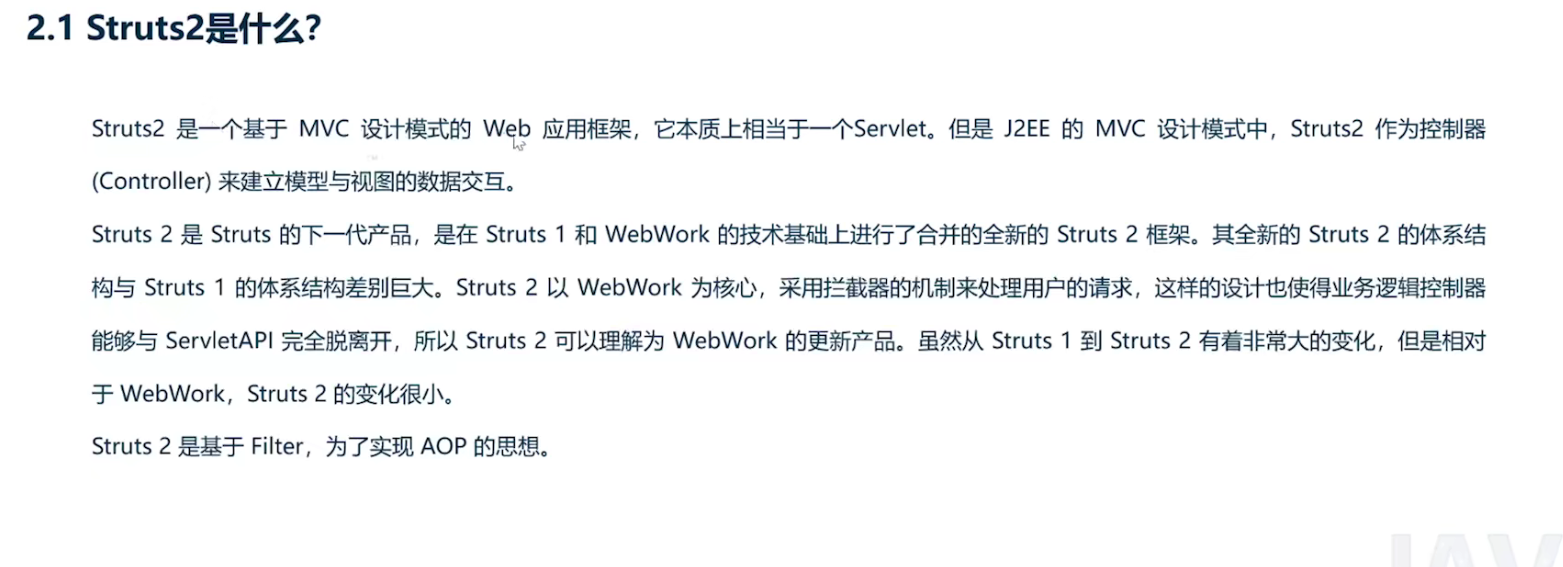 2.1 Struts2是什么？
Struts2 是一个基于 MVC 设计模式的 Web 应用框架，它本质上相当于一个Servlet。但是 J2EE 的 MVC 设计模式中，Struts2 作为控制器
(Controller) 来建立模型与视图的数据交互。
Struts 2 是 Struts 的下一代产品，是在 Struts 1 和 WebWork 的技术基础上进行了合并的全新的 Struts 2 框架。其全新的 Struts 2 的体系结
构与 Struts 1 的体系结构差别巨大。Struts 2 以 WebWork 为核心，采用拦截器的机制来处理用户的请求，这样的设计也使得业务逻辑控制器
能够与 ServletAPI 完全脱离开，所以 Struts 2 可以理解为 WebWork 的更新产品。虽然从 Struts 1 到 Struts 2 有着非常大的变化，但是相对
于 WebWork，Struts 2 的变化很小。
Struts 2 是基于 Filter，为了实现 AOP 的思想。